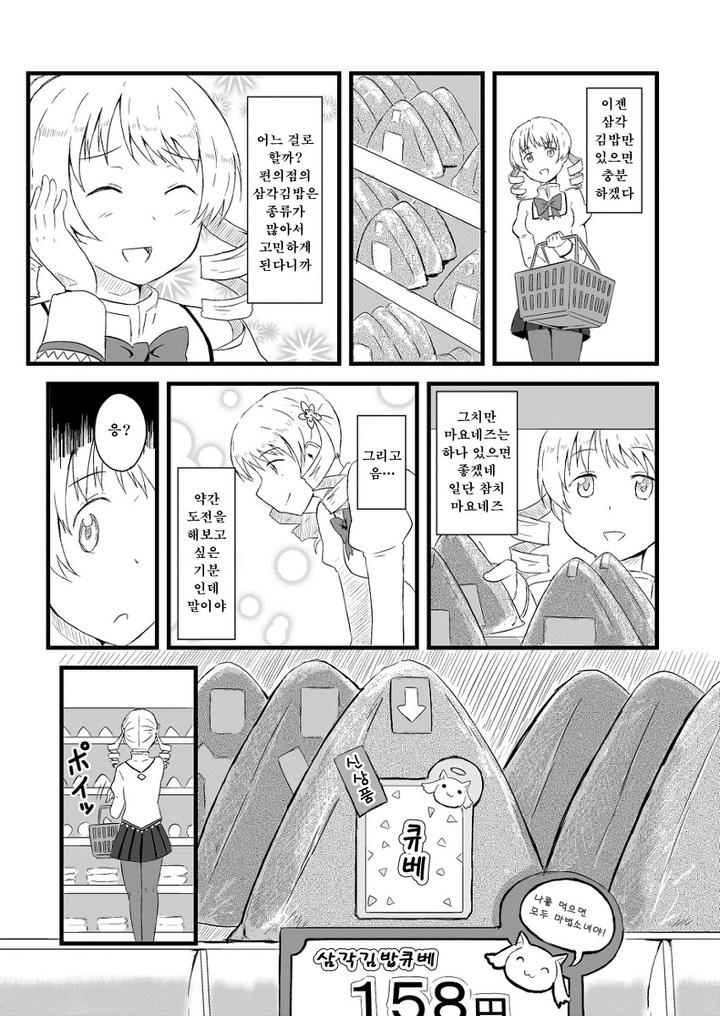 이젠
삼각
김밥만
있으면
충분
하겠다
어느 걸로
할까?
편의점의
삼각김밥은
종류가
많아서
고민하게
된다니까
그치만
마요네즈는
하나 있으면
좋겠네
일단 참치
마요네즈
그리고
음…
약간
도전을
해보고
싶은
기분
인데
말이야
응?
신상품
큐베
나를 먹으면
모두 마법소녀야!
삼각김밥큐베
158円
ポイッ